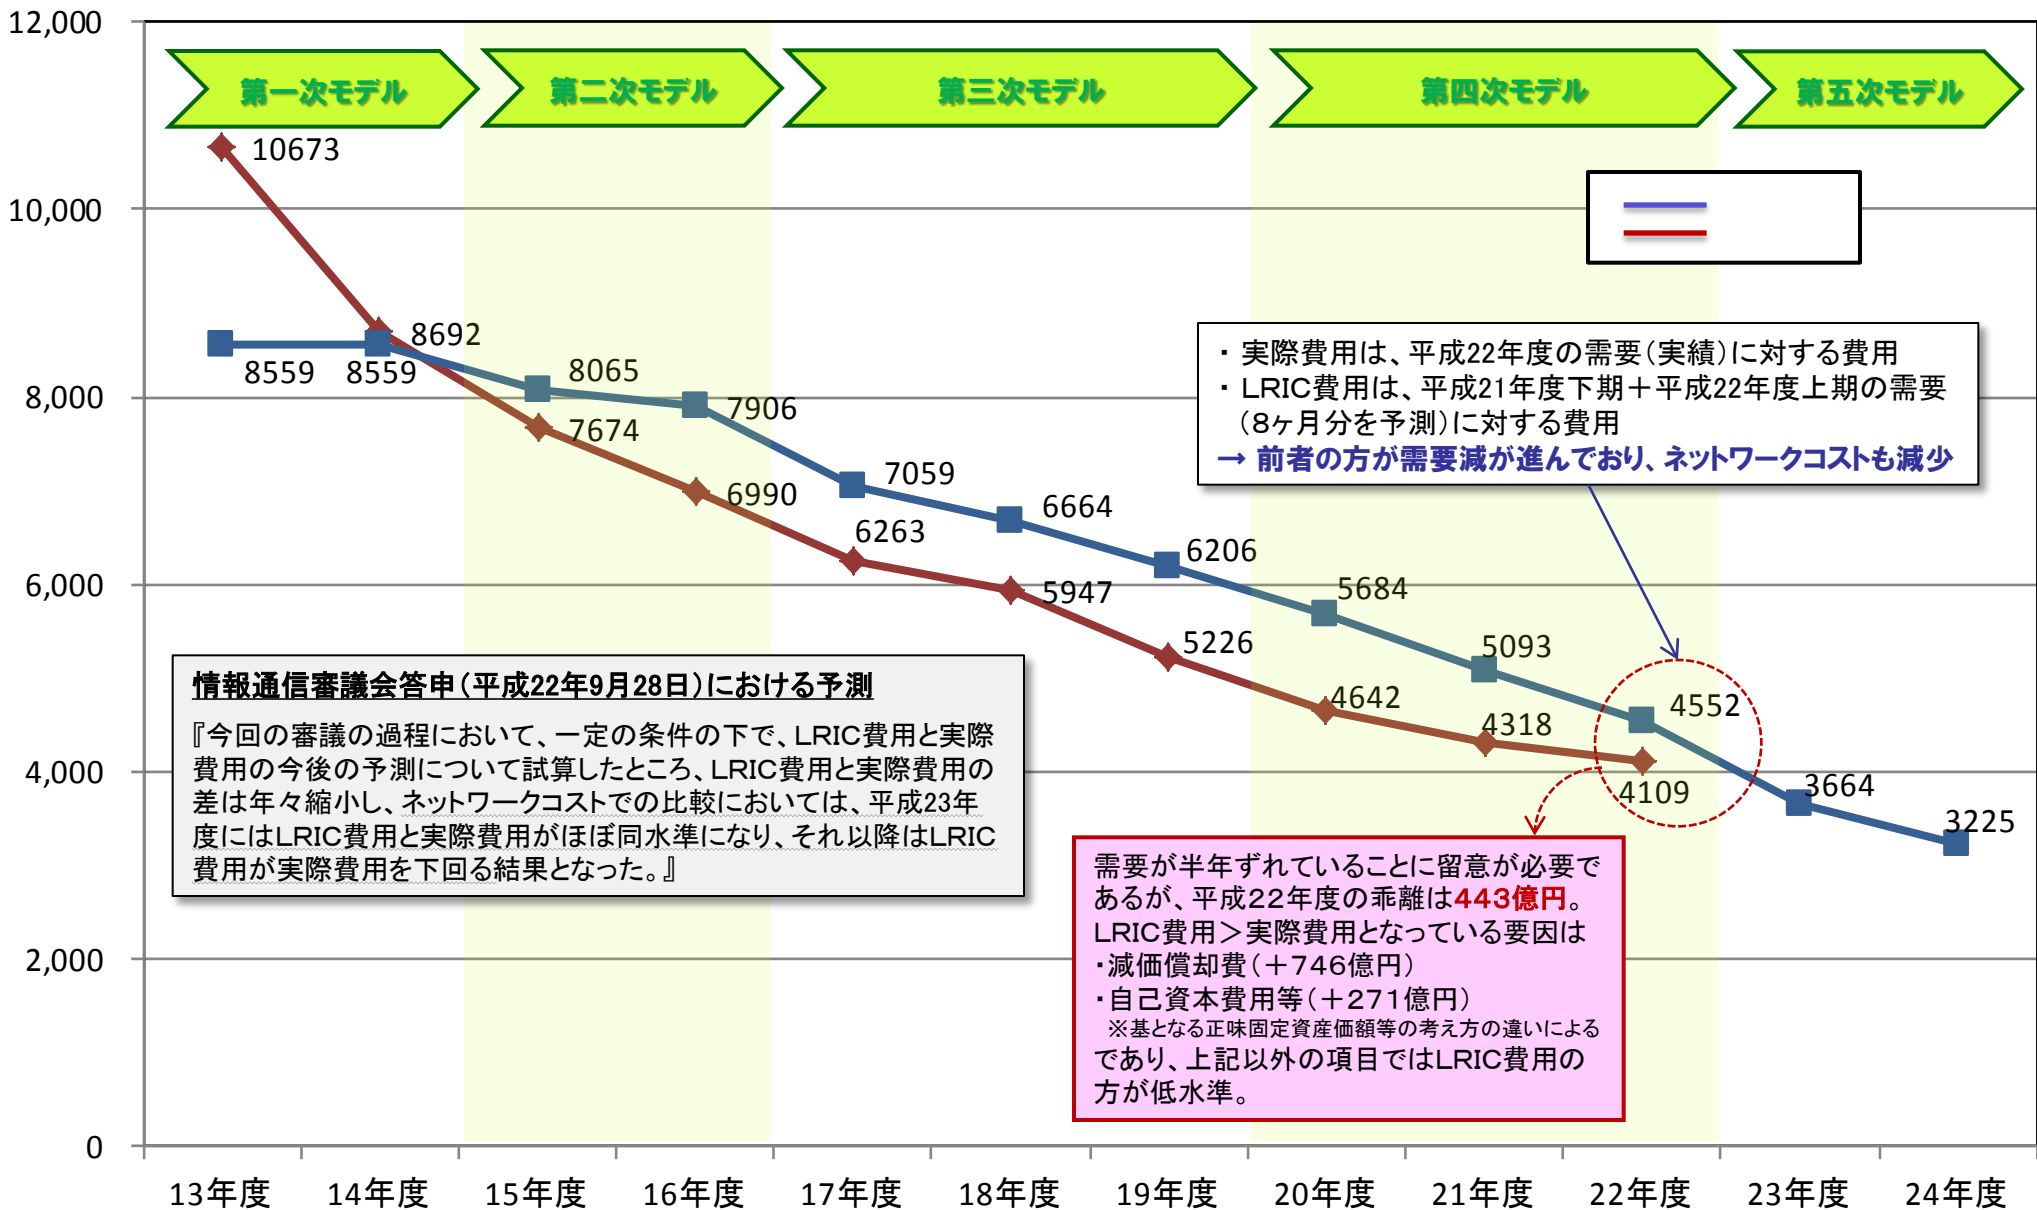 12,000
10,000
8,000
6,000
4,000
2,000
0
第一次モデル
第二次モデル
第三次モデル
第四次モデル
第五次モデル
10673
8692
7674
6990
6263
5947
5226
4642
4318
4109
8559
8559
8065
7906
7059
6664
6206
5684
5093
4552
3664
3225
・ 実際費用は、平成22年度の需要(実績)に対する費用
・ LRIC費用は、平成21年度下期＋平成22年度上期の需要
(8ヶ月分を予測)に対する費用
→ 前者の方が需要減が進んでおり、ネットワークコストも減少
情報通信審議会答申(平成22年9月28日)における予測
『今回の審議の過程において、一定の条件の下で、LRIC費用と実際
費用の今後の予測について試算したところ、LRIC費用と実際費用の
差は年々縮小し、ネットワークコストでの比較においては、平成23年
度にはLRIC費用と実際費用がほぼ同水準になり、それ以降はLRIC
費用が実際費用を下回る結果となった。』
需要が半年ずれていることに留意が必要で
あるが、平成22年度の乖離は443億円。
LRIC費用＞実際費用となっている要因は
・減価償却費(＋746億円)
・自己資本費用等(＋271億円)
※基となる正味固定資産価額等の考え方の違いによる
であり、上記以外の項目ではLRIC費用の
方が低水準。
13年度
14年度
15年度
16年度
17年度
18年度
19年度
20年度
21年度
22年度
23年度
24年度